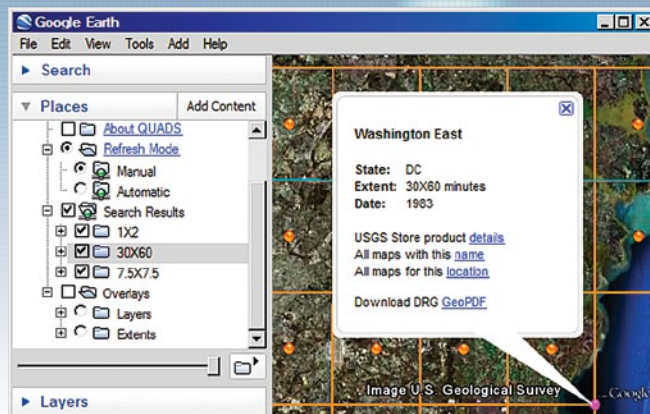 Google Earth
File Edit View Tools Add Help
Search
Places Add Content
About QUADS
Refresh Mode
Manual
Automatic
Search Results
1X2
30X60
7.5X7.5
Overlays
Layers
Extents
Layers
Washington East
State: DC
Extent: 30X60 minutes
Date: 1983
USGS Store product details
All maps with this name
All maps for this location
Download DRG GeoPDF
Image U.S. Geological Survey
Google